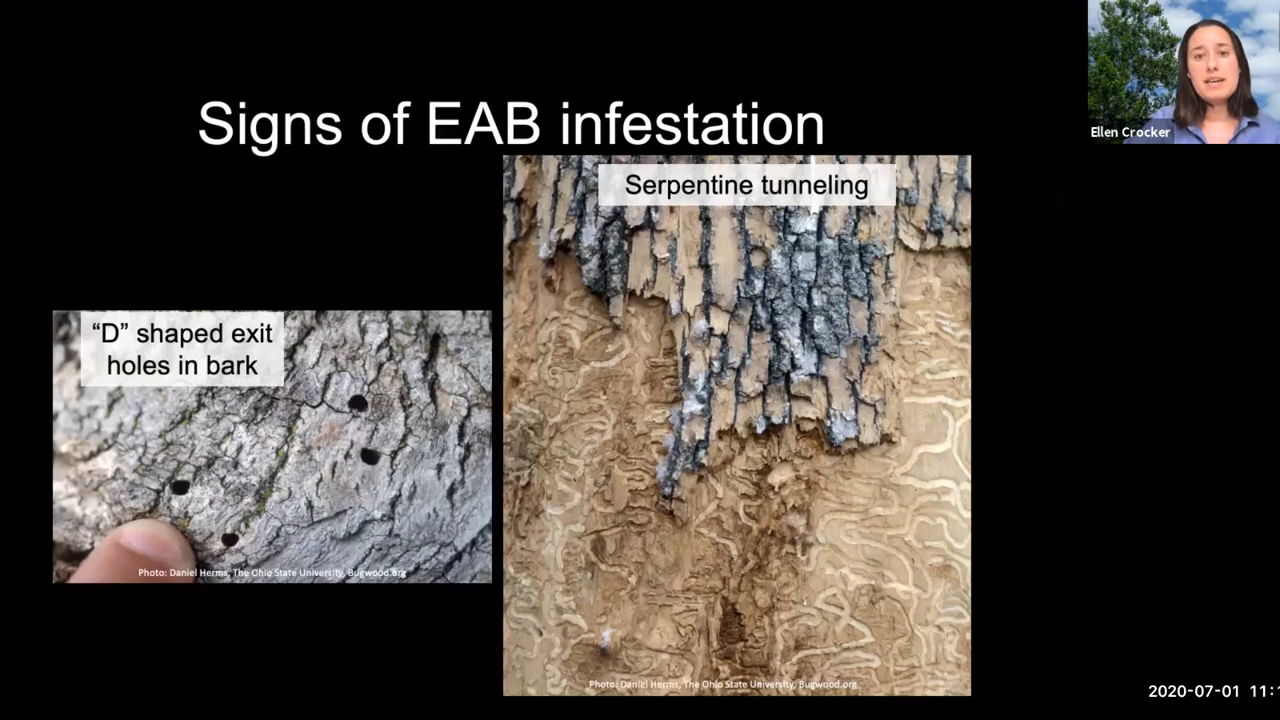 Signs of EAB infestation
Ellen Crocker
Serpentine tunneling
“D” shaped exit
holes in bark
Photo: Daniel Herms, The Ohio State University, Bugwood.org
Photo: Daniel Herms, The Ohio State University, Bugwood.org
2020-07-01 11:1